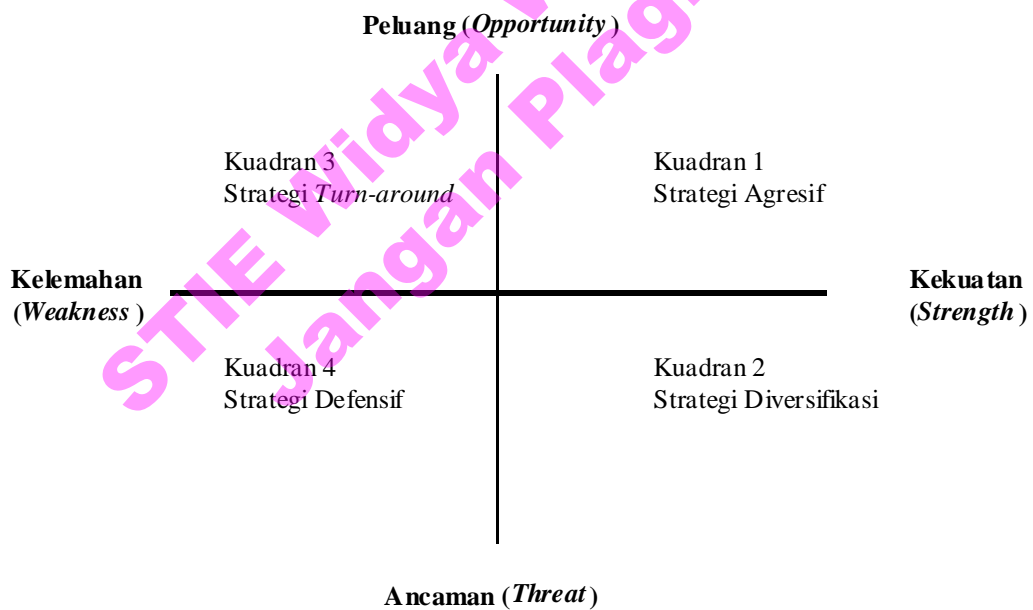 Peluang (Opportunity)
Kuadran 3
Strategi Turn-around
Kuadran 1
Strategi Agresif
Kelemahan
(Weakness)
Kekuatan
(Strength)
Kuadran 4
Strategi Defensif
Kuadran 2
Strategi Diversifikasi
Ancaman (Threat)
STIE Widya
Jangan